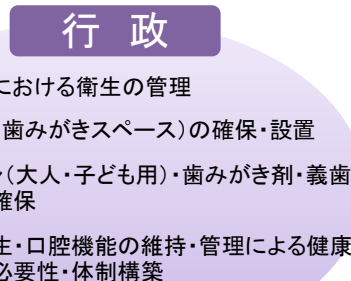 行 政
における衛生の管理
歯みがきスペース)の確保・設置
(大人・子ども用)・歯みがき剤・義歯
確保
生・口腔機能の維持・管理による健康
必要性・体制構築